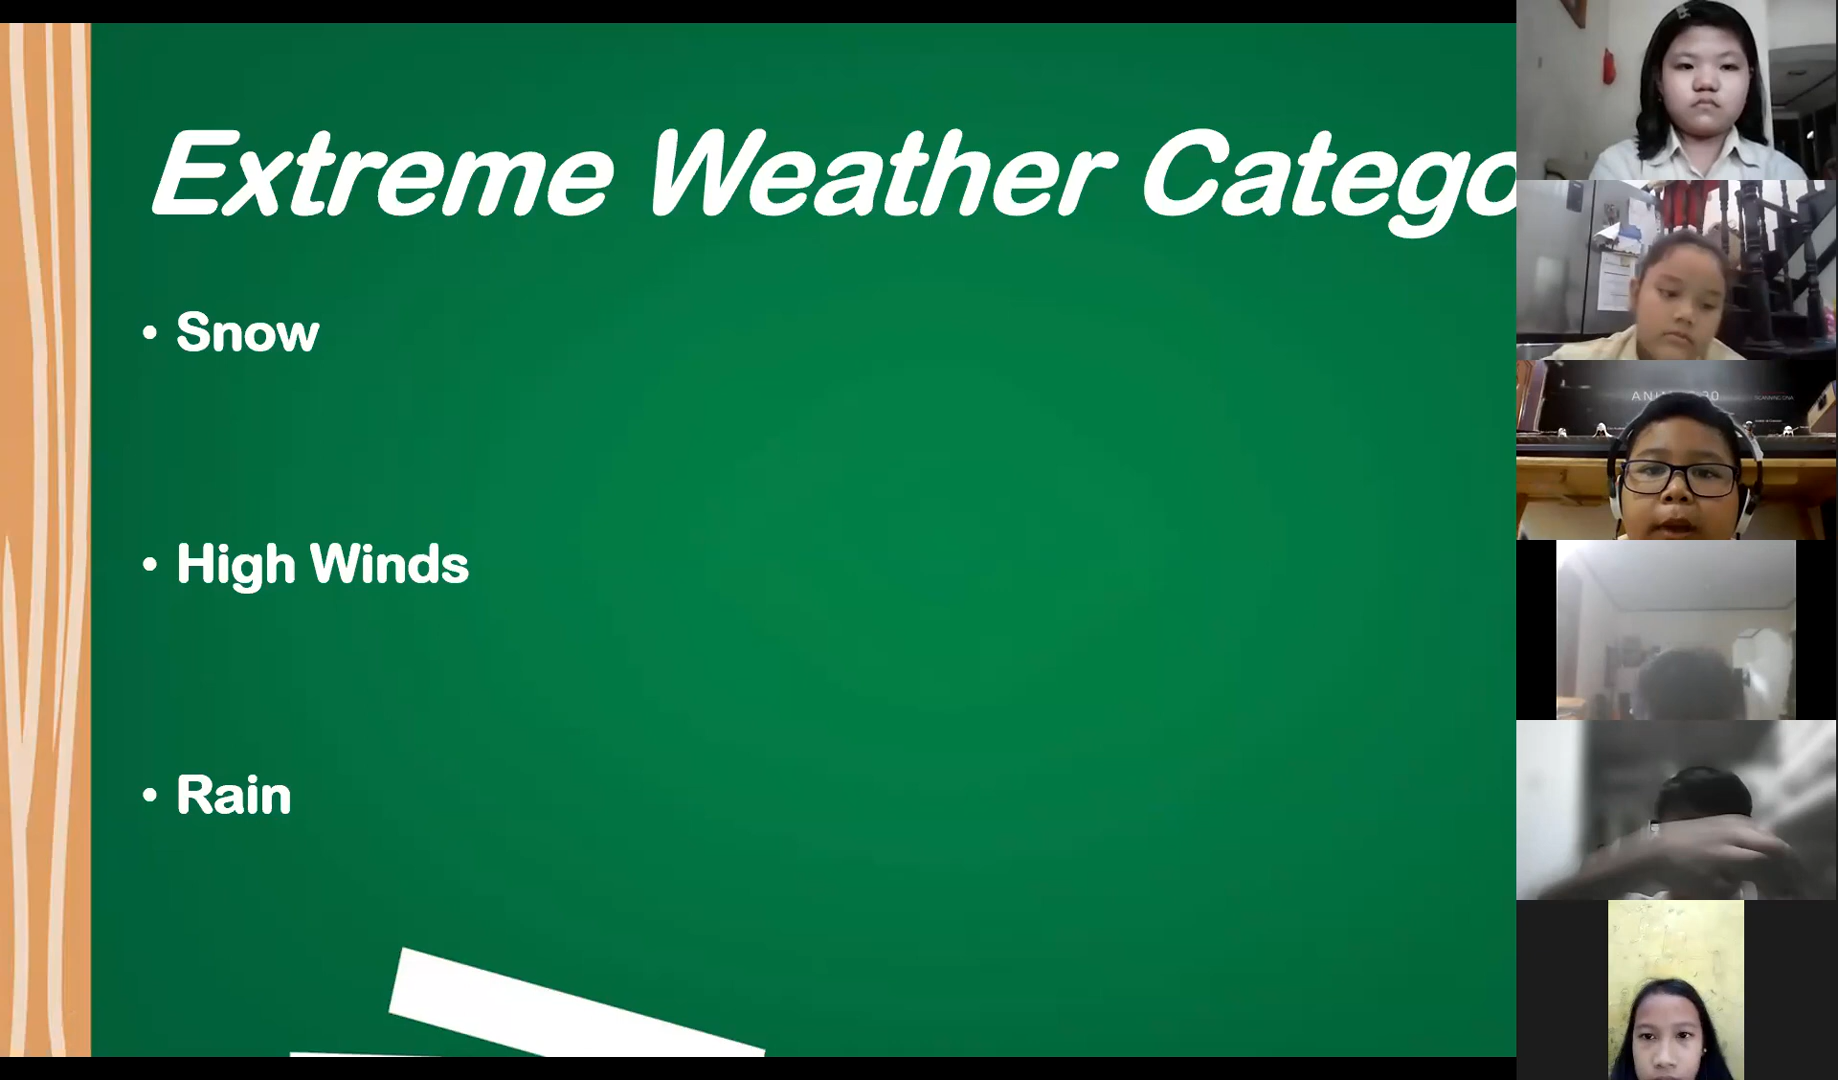 Extreme Weather Catego
• Snow
• High Winds
• Rain